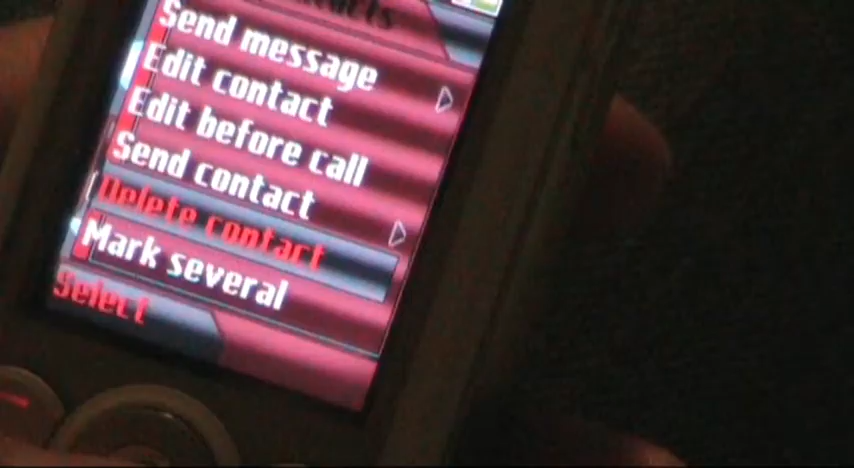 Send message
Edit contact
Edit before call
Send contact
Delete contact
Mark several
Select